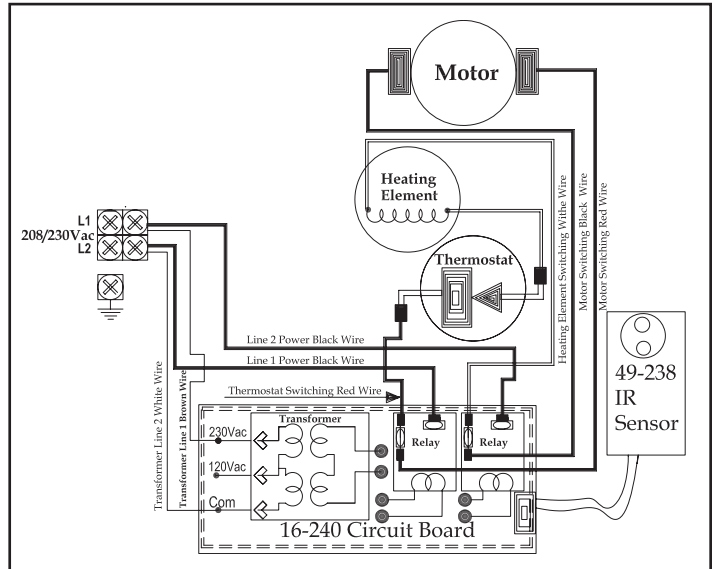 Motor
Heating
Element
L1
208/230Vac
L2
Thermostat
Heating Element Switching Withe Wire
Motor Switching Black Wire
Motor Switching Red Wire
Line 2 Power Black Wire
Line 1 Power Black Wire
Thermostat Switching Red Wire
Transformer Line 2 White Wire
Transformer Line 1 Brown Wire
49-238
IR
Sensor
Transformer
230Vac
120Vac
Com
Relay
Relay
16-240 Circuit Board